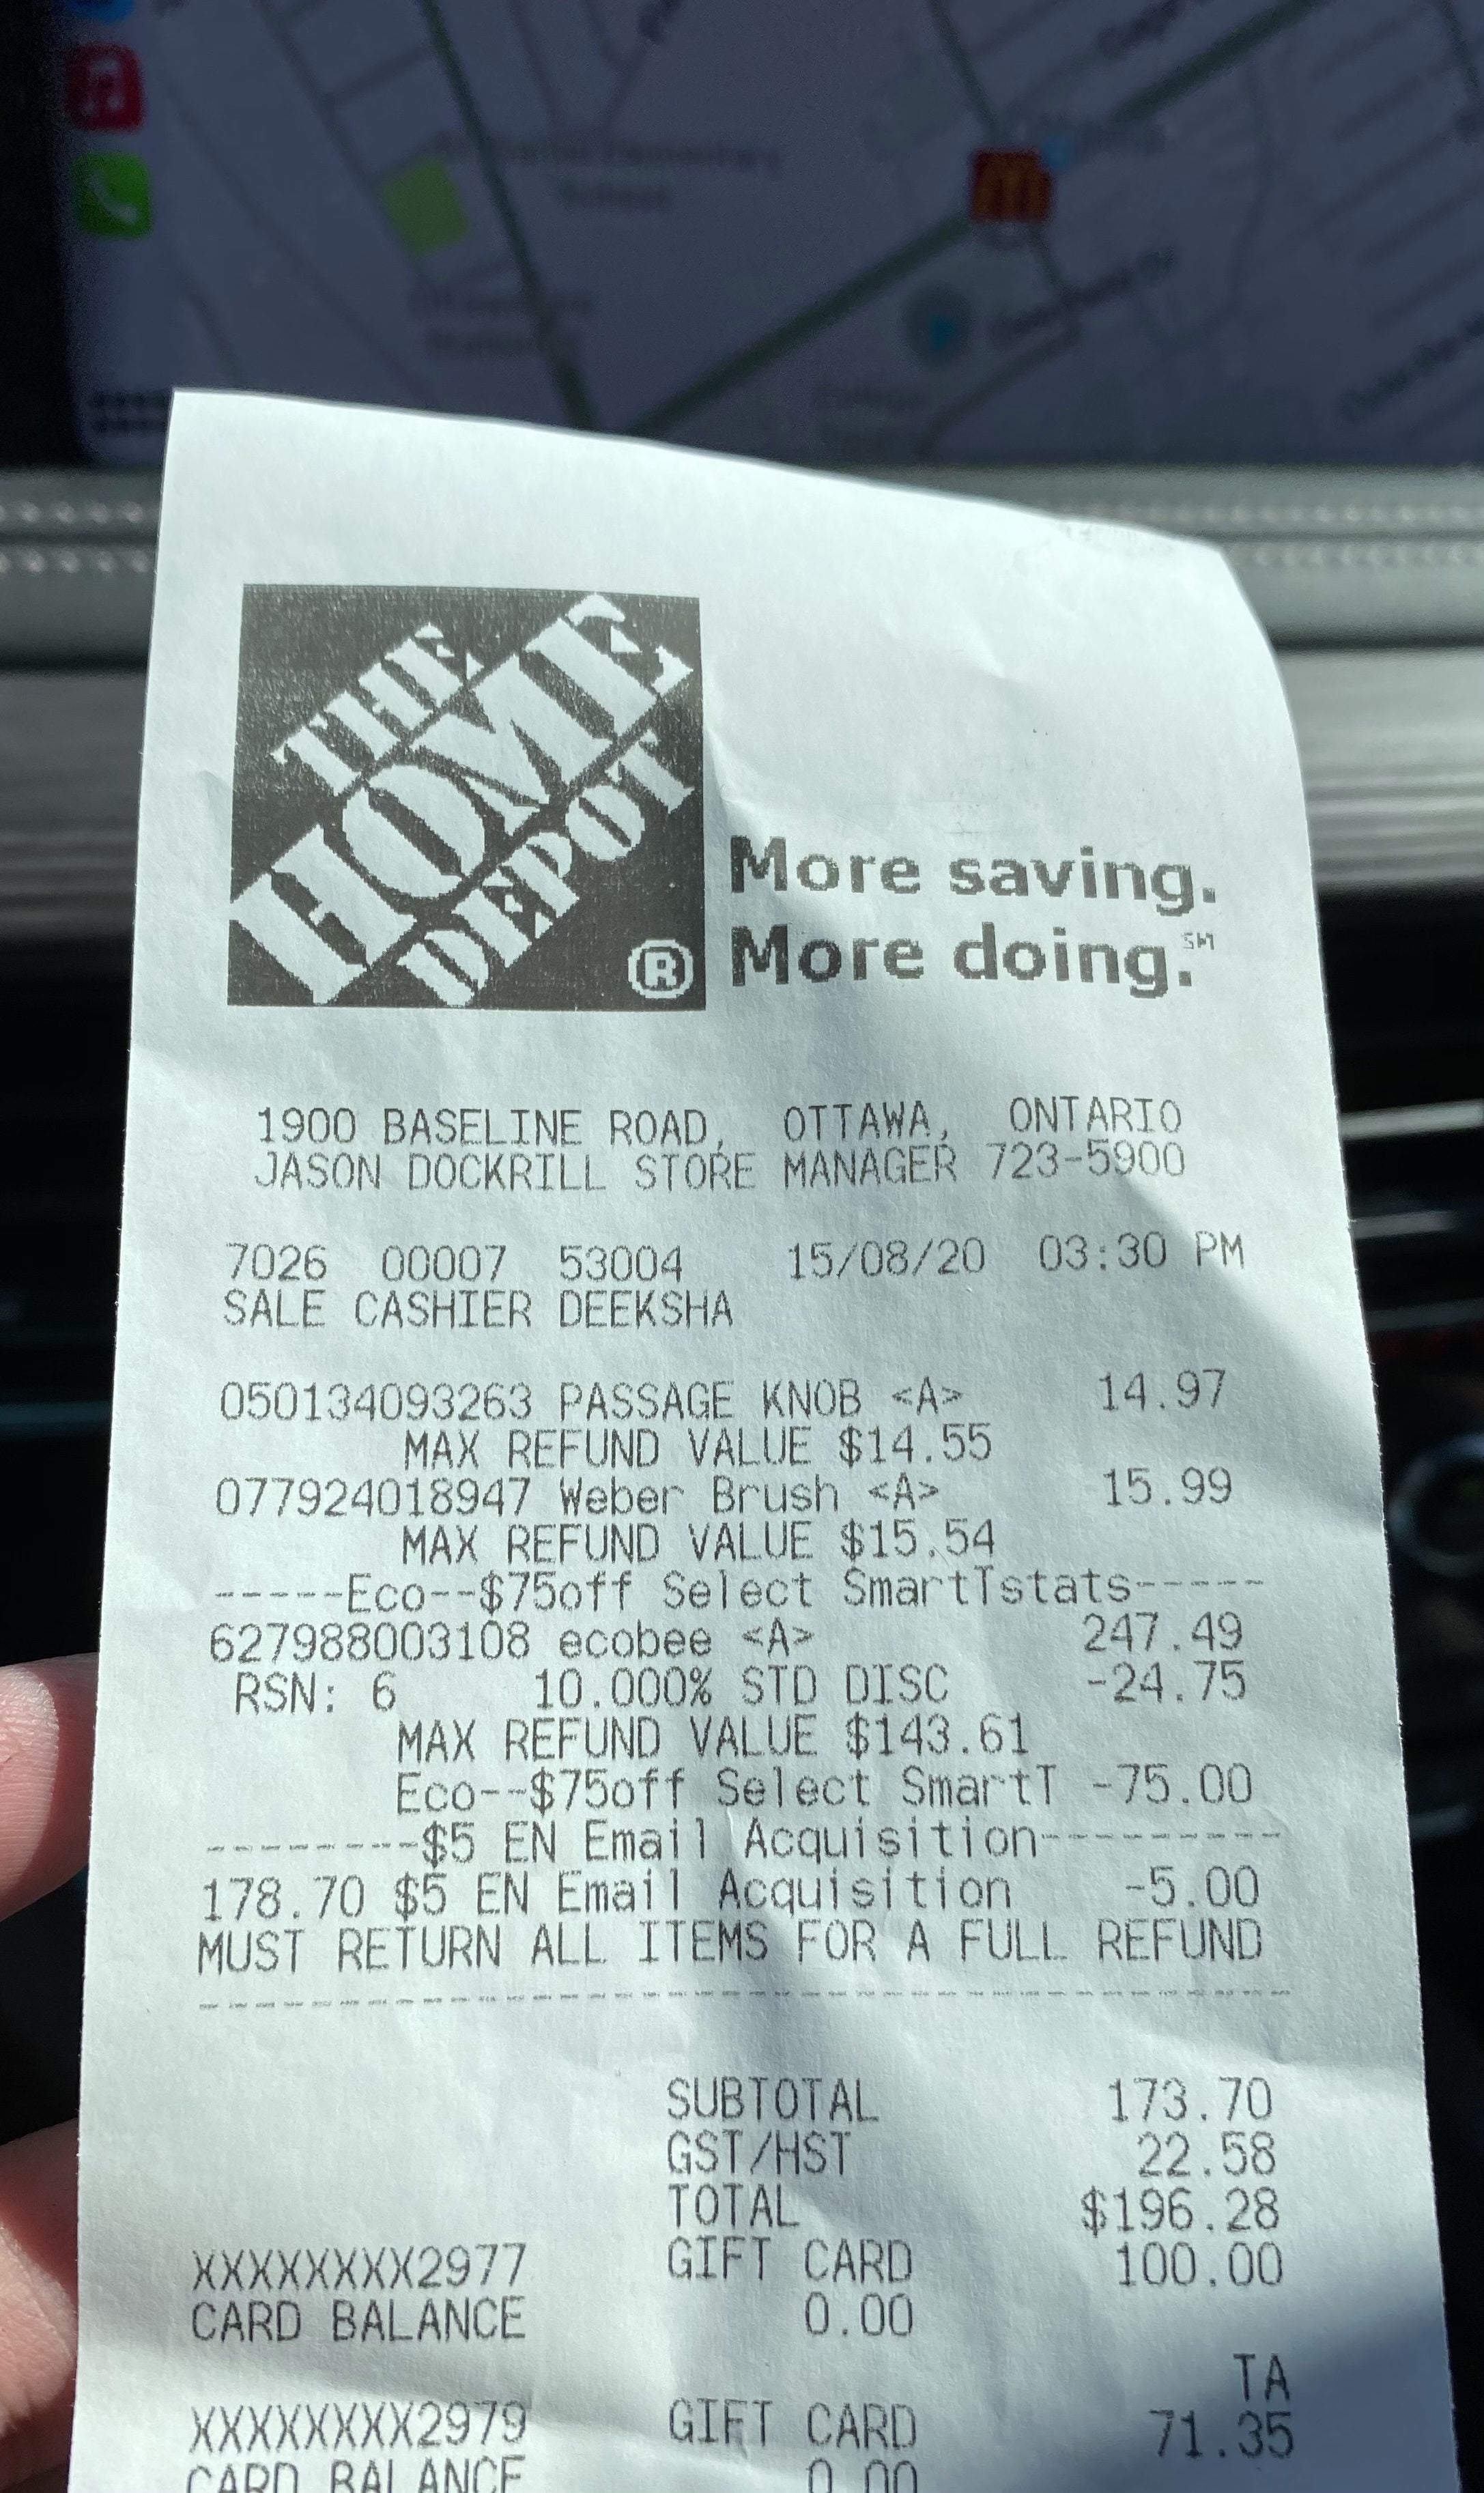 THE
HOME
DEPOT
®
More saving.
More doing.℠
1900 BASELINE ROAD, OTTAWA, ONTARIO
JASON DOCKRILL STORE MANAGER 723-5900
7026 00007 53004 15/08/20 03:30 PM
SALE CASHIER DEEKSHA
050134093263 PASSAGE KNOB <A> 14.97
MAX REFUND VALUE $14.55
077924018947 Weber Brush <A> 15.99
MAX REFUND VALUE $15.54
-----Eco--$75off Select SmartTstats-----
627988003108 ecobee <A> 247.49
RSN: 6 10.000% STD DISC -24.75
MAX REFUND VALUE $143.61
Eco--$75off Select SmartT -75.00
---------$5 EN Email Acquisition----------
178.70 $5 EN Email Acquisition -5.00
MUST RETURN ALL ITEMS FOR A FULL REFUND
SUBTOTAL 173.70
GST/HST 22.58
TOTAL $196.28
XXXXXXXX2977 GIFT CARD 100.00
CARD BALANCE 0.00
TA
XXXXXXXX2979 GIFT CARD 71.35
CARD BALANCE 0.00